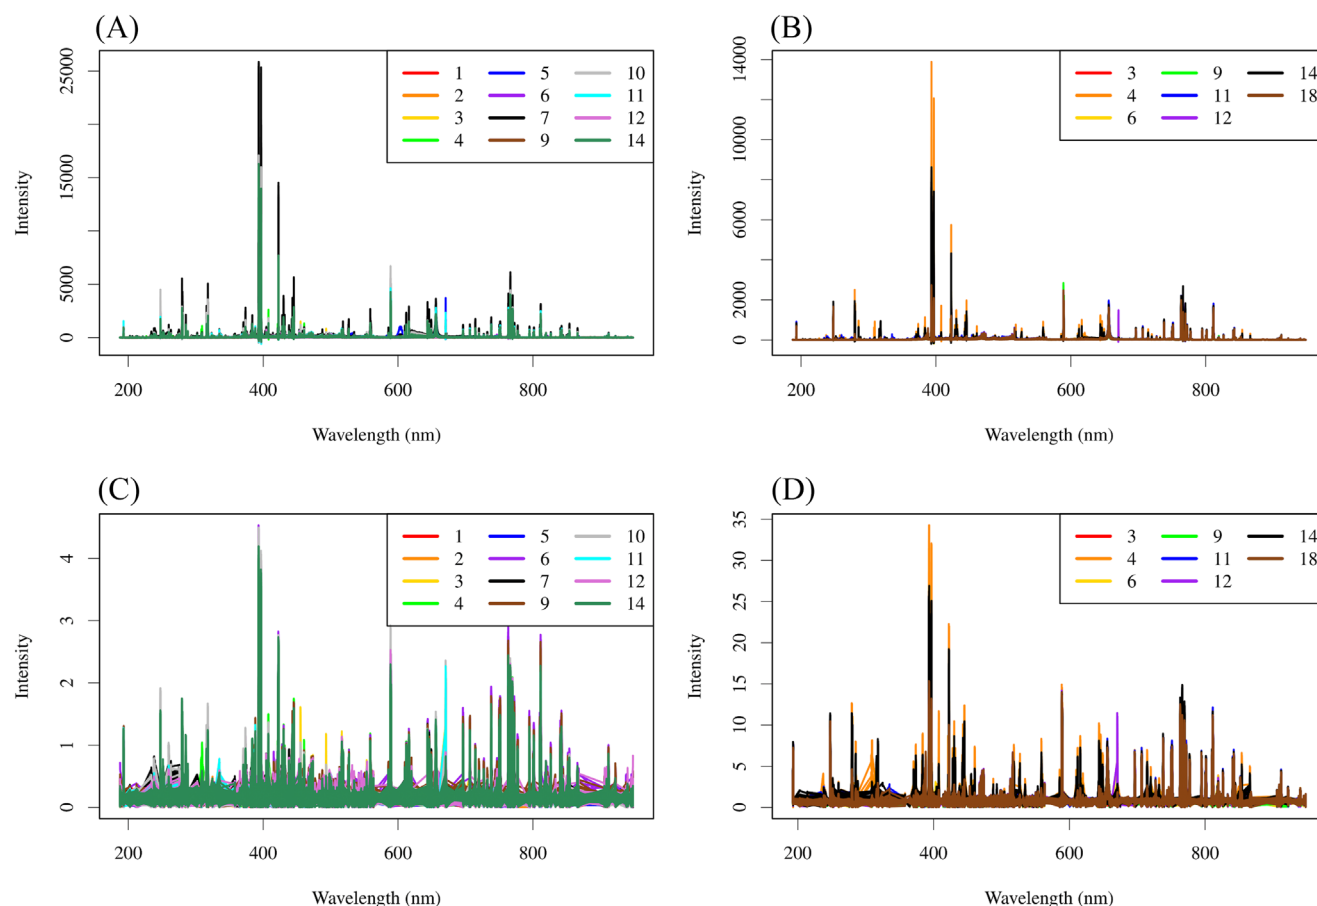 (A)
25000
15000
5000
0
Intensity
200 400 600 800
Wavelength (nm)
1 5 10
2 6 11
3 7 12
4 9 14
(B)
14000
10000
6000
2000
0
Intensity
200 400 600 800
Wavelength (nm)
3 9 14
4 11 18
6 12
(C)
4
3
2
1
0
Intensity
200 400 600 800
Wavelength (nm)
1 5 10
2 6 11
3 7 12
4 9 14
(D)
35
30
25
20
15
10
5
0
Intensity
200 400 600 800
Wavelength (nm)
3 9 14
4 11 18
6 12